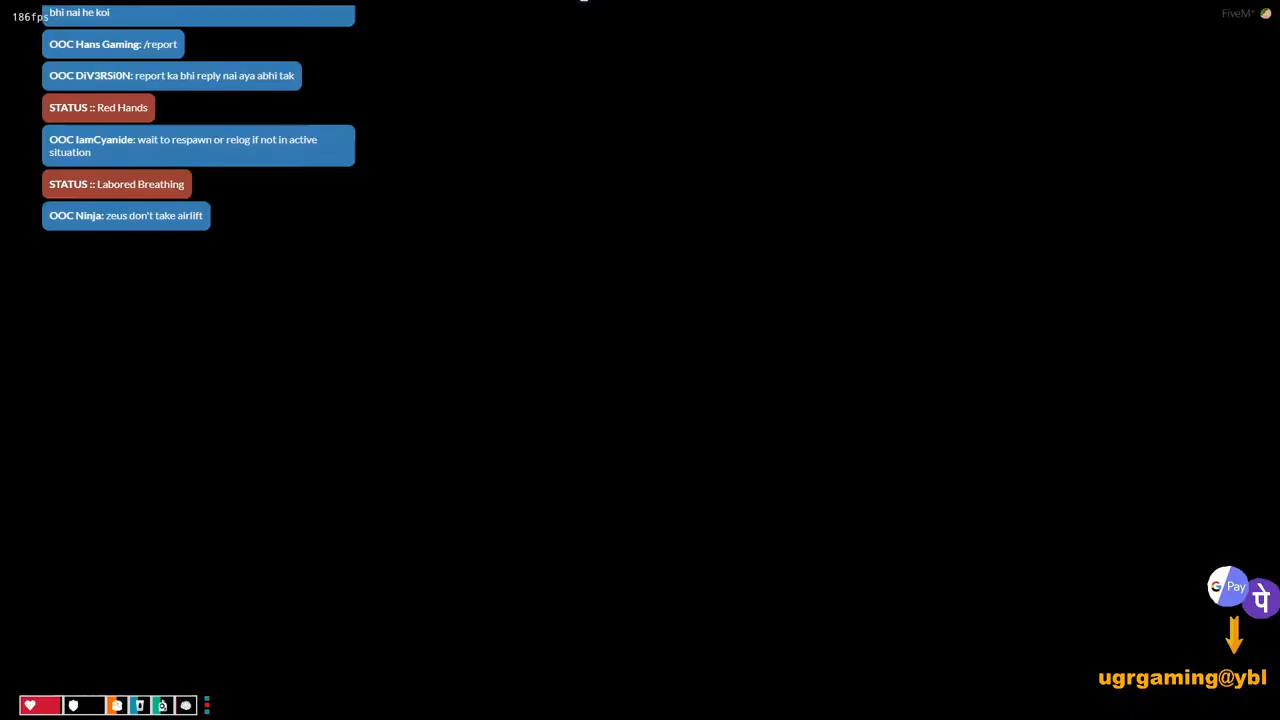 186fps
bhi nai he koi
FiveM*
OOC Hans Gaming: /report
OOC DiV3RSi0N: report ka bhi reply nai aya abhi tak
STATUS :: Red Hands
OOC IamCyanide: wait to respawn or relog if not in active
situation
STATUS :: Labored Breathing
OOC Ninja: zeus don't take airlift
G Pay
पे
ugrgaming@ybl